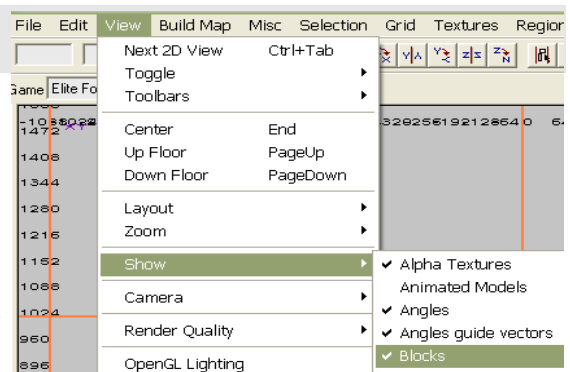 File Edit View Build Map Misc Selection Grid Textures Region
Next 2D View Ctrl+Tab
Toggle
Toolbars
Game Elite Fo
1472
Center End
1408
Up Floor PageUp
Down Floor PageDown
1344
1280
Layout
1216
Zoom
1152
Show
Alpha Textures
1088
Animated Models
Camera
1024
Angles
Render Quality
Angles guide vectors
960
Blocks
896
OpenGL Lighting